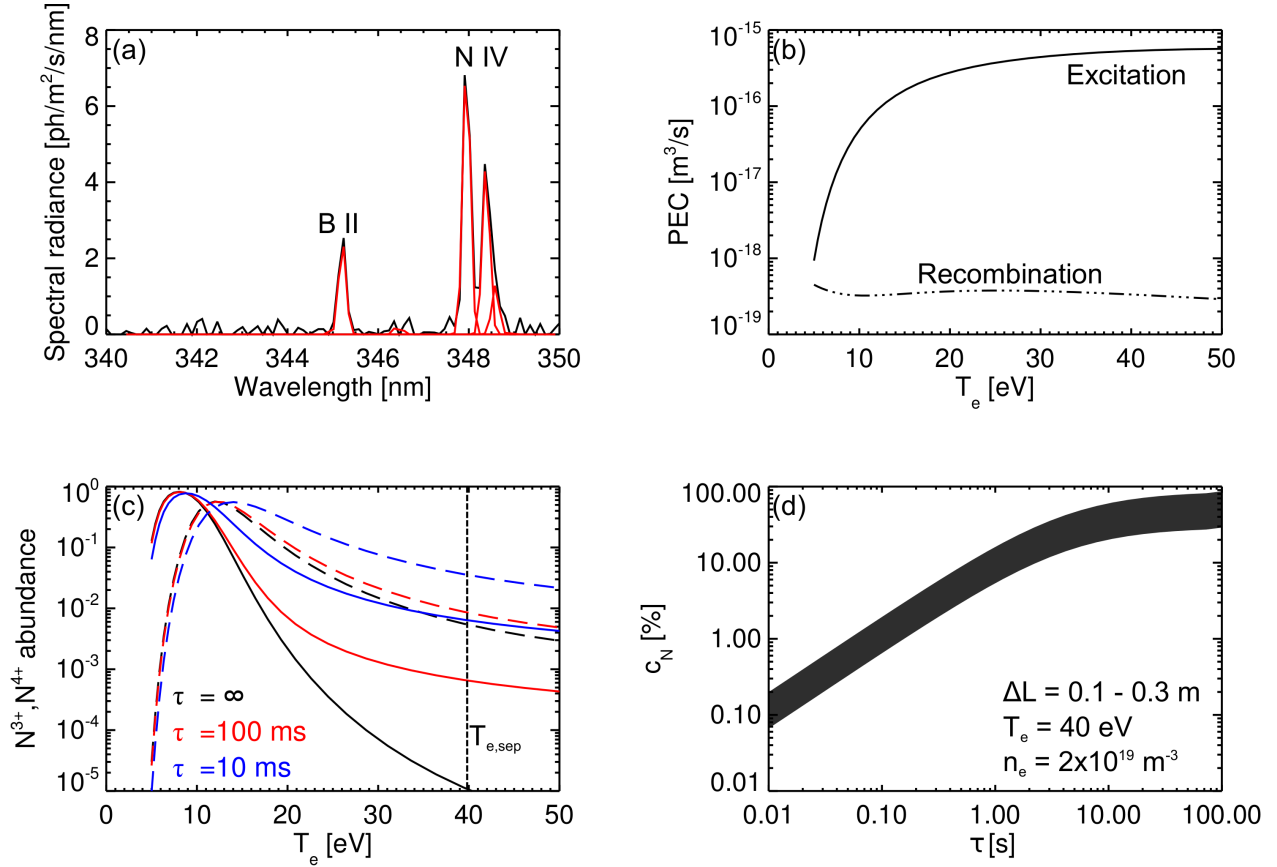 (a)
N IV
B II
Spectral radiance [ph/m²/s/nm]
8
6
4
2
0
340 342 344 346 348 350
Wavelength [nm]
(b)
Excitation
Recombination
PEC [m³/s]
10⁻¹⁵
10⁻¹⁶
10⁻¹⁷
10⁻¹⁸
10⁻¹⁹
0 10 20 30 40 50
Tₑ [eV]
(c)
N³⁺,N⁴⁺ abundance
10⁰
10⁻¹
10⁻²
10⁻³
10⁻⁴
10⁻⁵
τ = ∞
τ =100 ms
τ =10 ms
T_e,sep
0 10 20 30 40 50
Tₑ [eV]
(d)
c_N [%]
100.00
10.00
1.00
0.10
0.01
ΔL = 0.1 - 0.3 m
Tₑ = 40 eV
nₑ = 2x10¹⁹ m⁻³
0.01 0.10 1.00 10.00 100.00
τ [s]